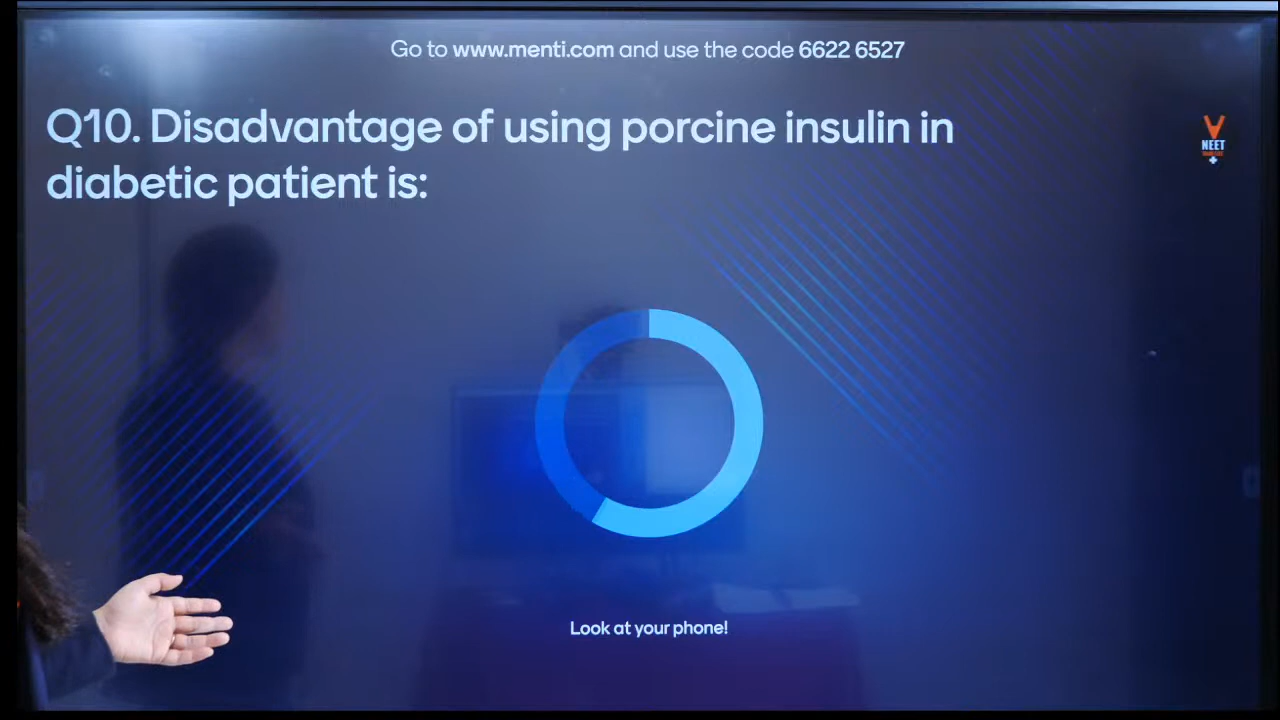 Go to www.menti.com and use the code 6622 6527
Q10. Disadvantage of using porcine insulin in
diabetic patient is:
V
NEET
Look at your phone!